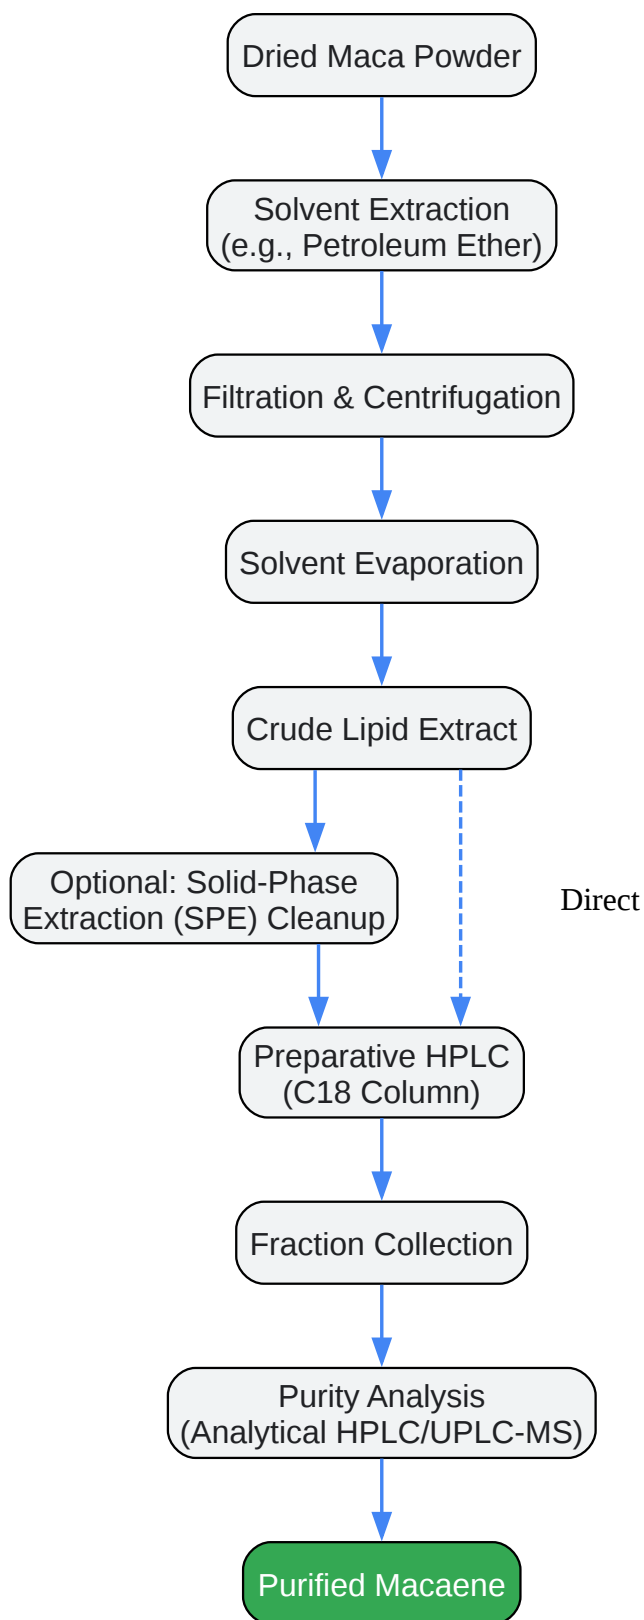 Dried Maca Powder
Solvent Extraction
(e.g., Petroleum Ether)
Filtration & Centrifugation
Solvent Evaporation
Crude Lipid Extract
Optional: Solid-Phase
Extraction (SPE) Cleanup
Direct
Preparative HPLC
(C18 Column)
Fraction Collection
Purity Analysis
(Analytical HPLC/UPLC-MS)
Purified Macaene